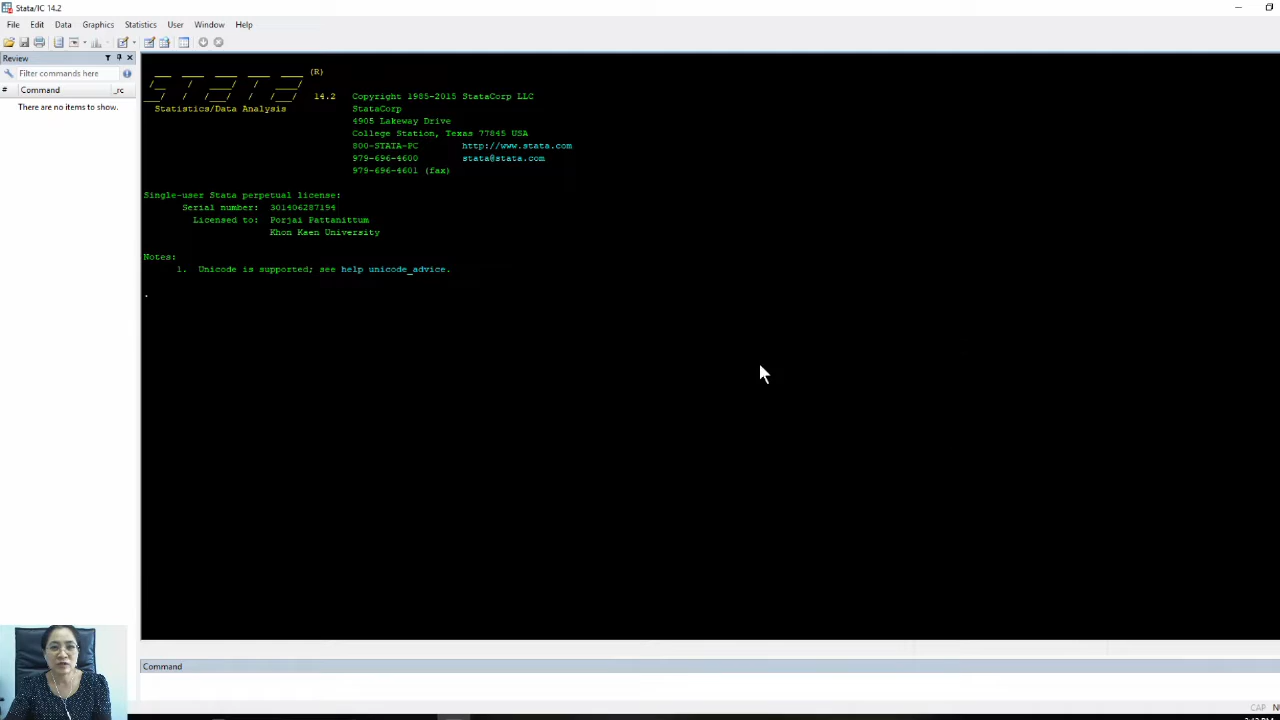 Stata/IC 14.2
File Edit Data Graphics Statistics User Window Help
Review
Filter commands here
# Command _rc
There are no items to show.
(R)
14.2 Copyright 1985-2015 StataCorp LLC
Statistics/Data Analysis StataCorp
4905 Lakeway Drive
College Station, Texas 77845 USA
800-STATA-PC http://www.stata.com
979-696-4600 stata@stata.com
979-696-4601 (fax)
Single-user Stata perpetual license:
Serial number: 301406287194
Licensed to: Porjai Pattanittum
Khon Kaen University
Notes:
1. Unicode is supported; see help unicode_advice.
.
Command
CAP